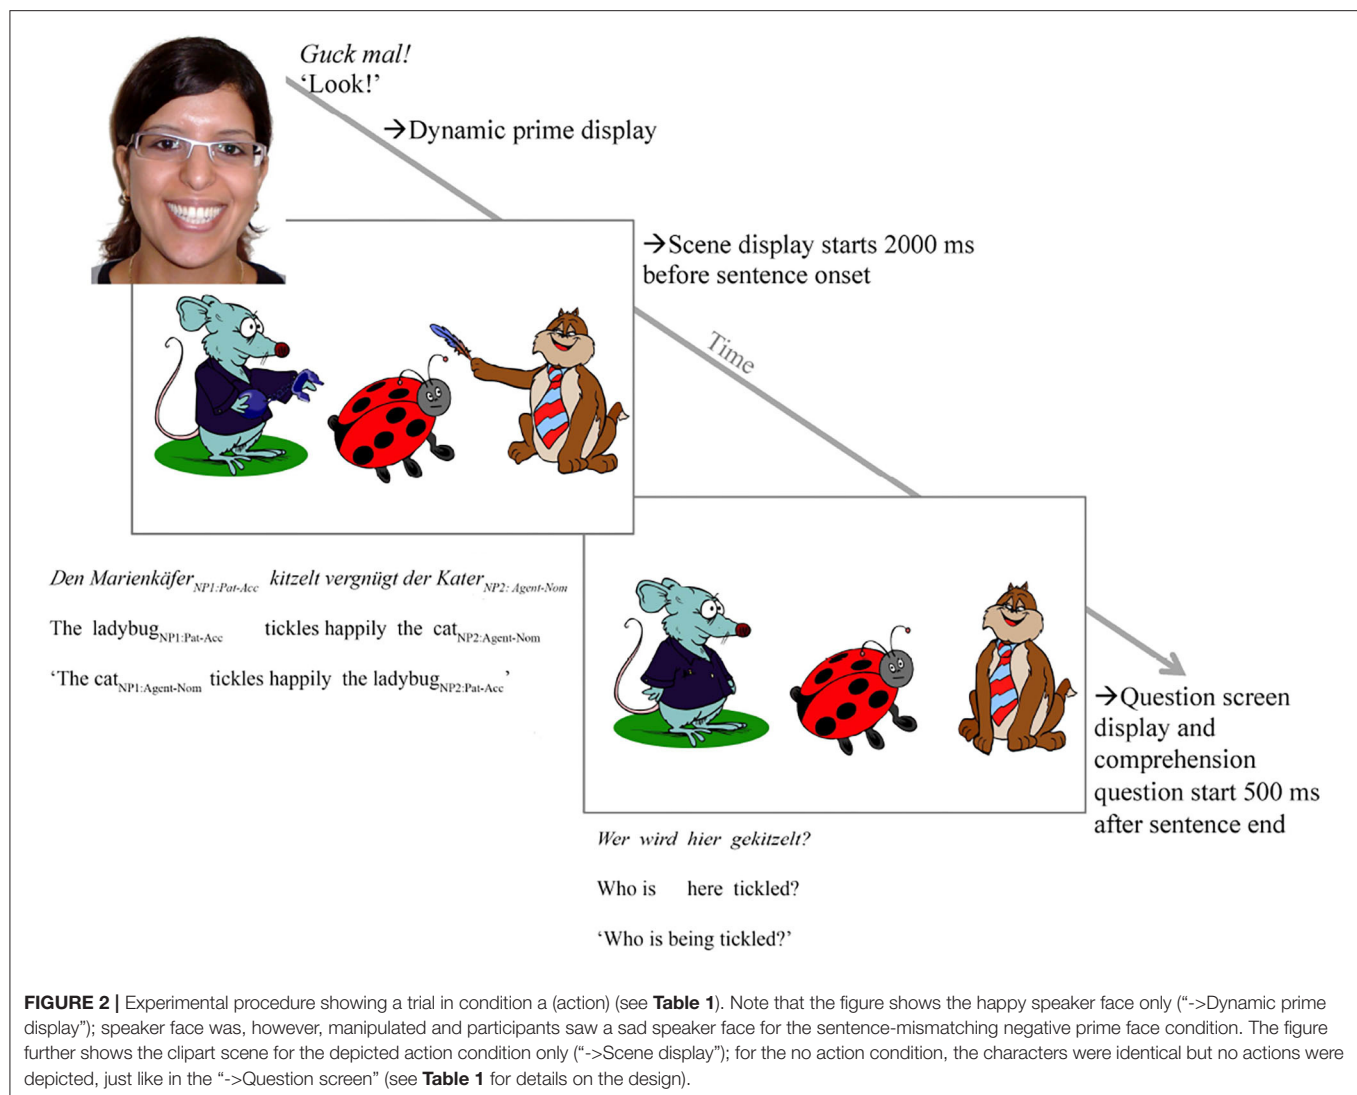 Guck mal!
‘Look!’
→Dynamic prime display
→Scene display starts 2000 ms
before sentence onset
Time
Den Marienkäfer NP1:Pat-Acc kitzelt vergnügt der Kater NP2: Agent-Nom
The ladybug NP1:Pat-Acc tickles happily the cat NP2:Agent-Nom
‘The cat NP1:Agent-Nom tickles happily the ladybug NP2:Pat-Acc’
→Question screen
display and
comprehension
question start 500 ms
after sentence end
Wer wird hier gekitzelt?
Who is here tickled?
‘Who is being tickled?’
FIGURE 2 | Experimental procedure showing a trial in condition a (action) (see Table 1). Note that the figure shows the happy speaker face only (“->Dynamic prime
display”); speaker face was, however, manipulated and participants saw a sad speaker face for the sentence-mismatching negative prime face condition. The figure
further shows the clipart scene for the depicted action condition only (“->Scene display”); for the no action condition, the characters were identical but no actions were
depicted, just like in the “->Question screen” (see Table 1 for details on the design).